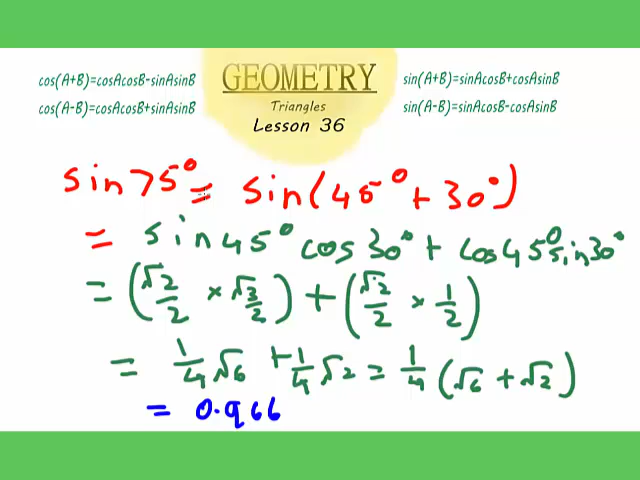 cos(A+B)=cosAcosB-sinAsinB
cos(A-B)=cosAcosB+sinAsinB
GEOMETRY
Triangles
Lesson 36
sin(A+B)=sinAcosB+cosAsinB
sin(A-B)=sinAcosB-cosAsinB
sin75° = sin(45° + 30°)
= sin45° cos30° + cos45° sin30°
= (√2/2 × √3/2) + (√2/2 × 1/2)
= 1/4 √6 + 1/4 √2 = 1/4 (√6 + √2)
= 0.966